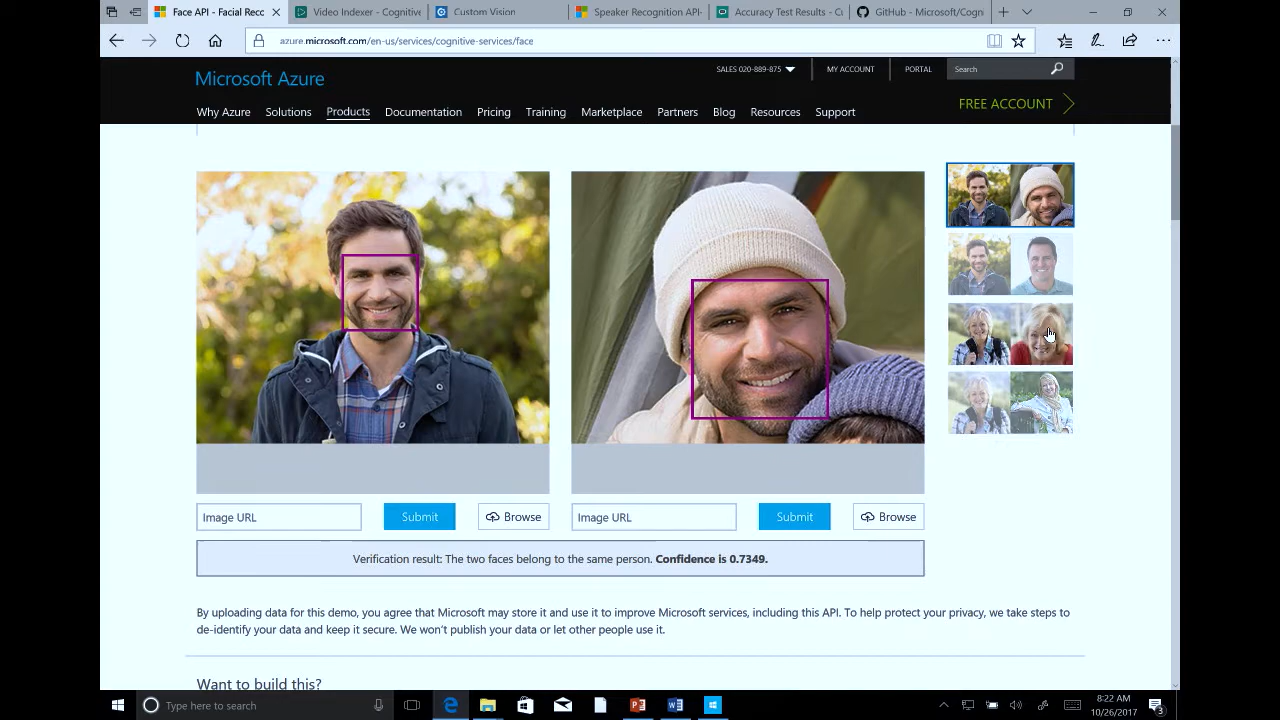 Face API - Facial Recc
Video Indexer - Cognitive
Custom Vision
Speaker Recognition API-
Accuracy Test Results - Cu
GitHub - Microsoft/Cogni
azure.microsoft.com/en-us/services/cognitive-services/face
SALES 020-889-875
MY ACCOUNT
PORTAL
Search
Microsoft Azure
FREE ACCOUNT
Why Azure
Solutions
Products
Documentation
Pricing
Training
Marketplace
Partners
Blog
Resources
Support
Image URL
Submit
Browse
Image URL
Submit
Browse
Verification result: The two faces belong to the same person. Confidence is 0.7349.
By uploading data for this demo, you agree that Microsoft may store it and use it to improve Microsoft services, including this API. To help protect your privacy, we take steps to
de-identify your data and keep it secure. We won't publish your data or let other people use it.
Want to build this?
Type here to search
8:22 AM
10/26/2017
3